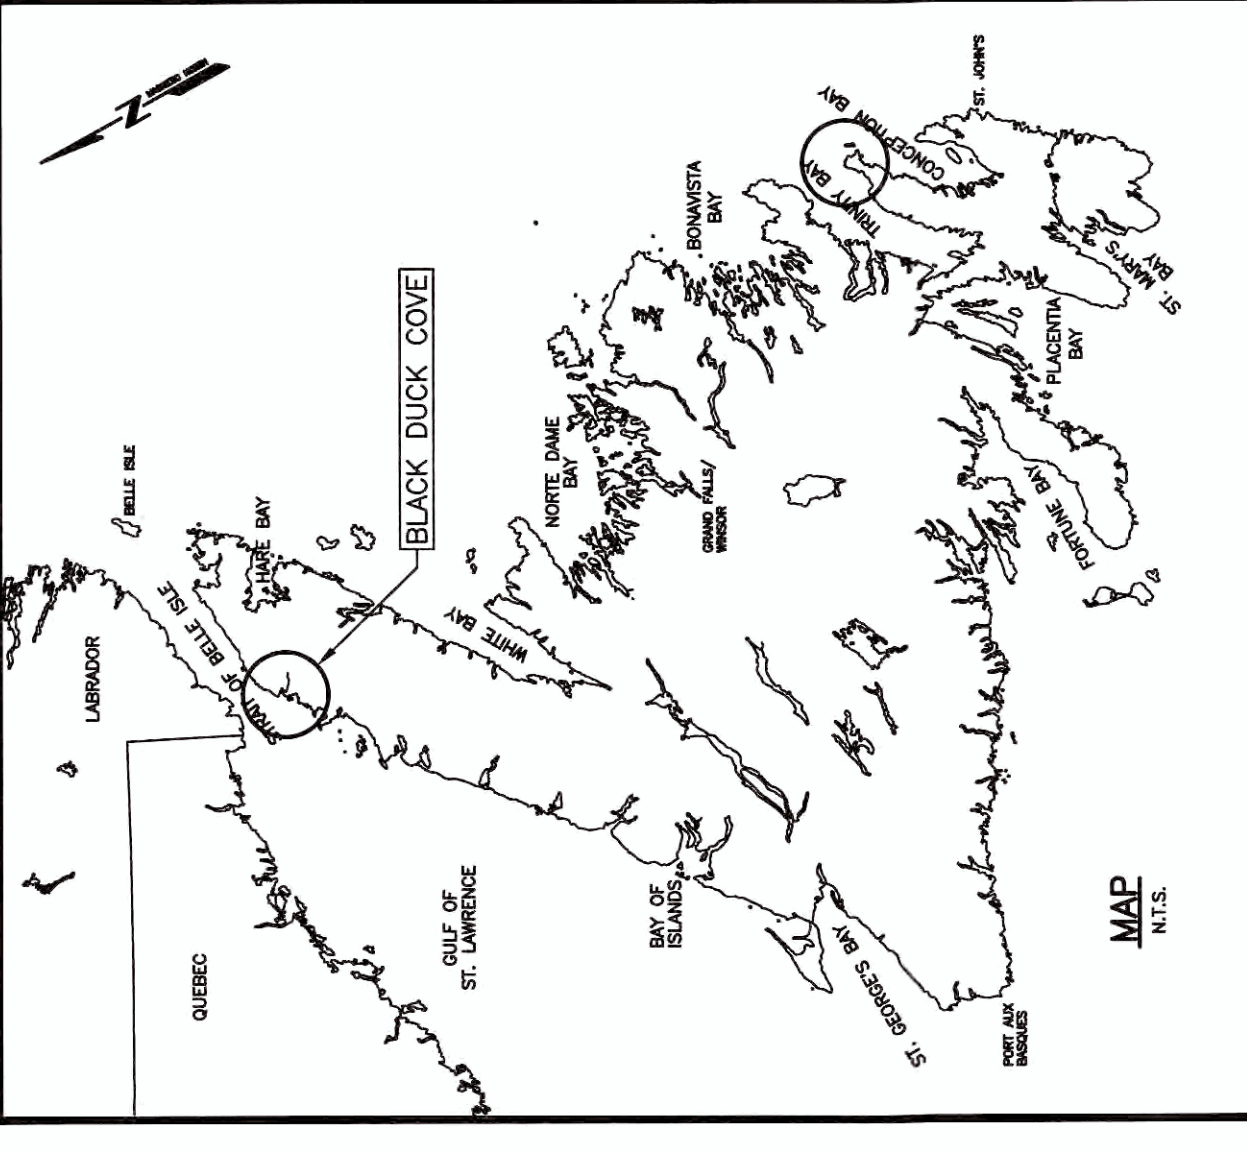 MAGNETIC NORTH
N
LABRADOR
QUEBEC
BELLE ISLE
STRAIT OF BELLE ISLE
HARE BAY
BLACK DUCK COVE
WHITE BAY
NORTE DAME
BAY
GRAND FALLS/
WINSOR
BONAVISTA
BAY
TRINITY BAY
CONCEPTION BAY
ST. JOHN'S
ST. MARY'S
BAY
PLACENTIA
BAY
FORTUNE BAY
GULF OF
ST. LAWRENCE
BAY OF
ISLANDS
ST. GEORGE'S BAY
PORT AUX
BASQUES
MAP
N.T.S.